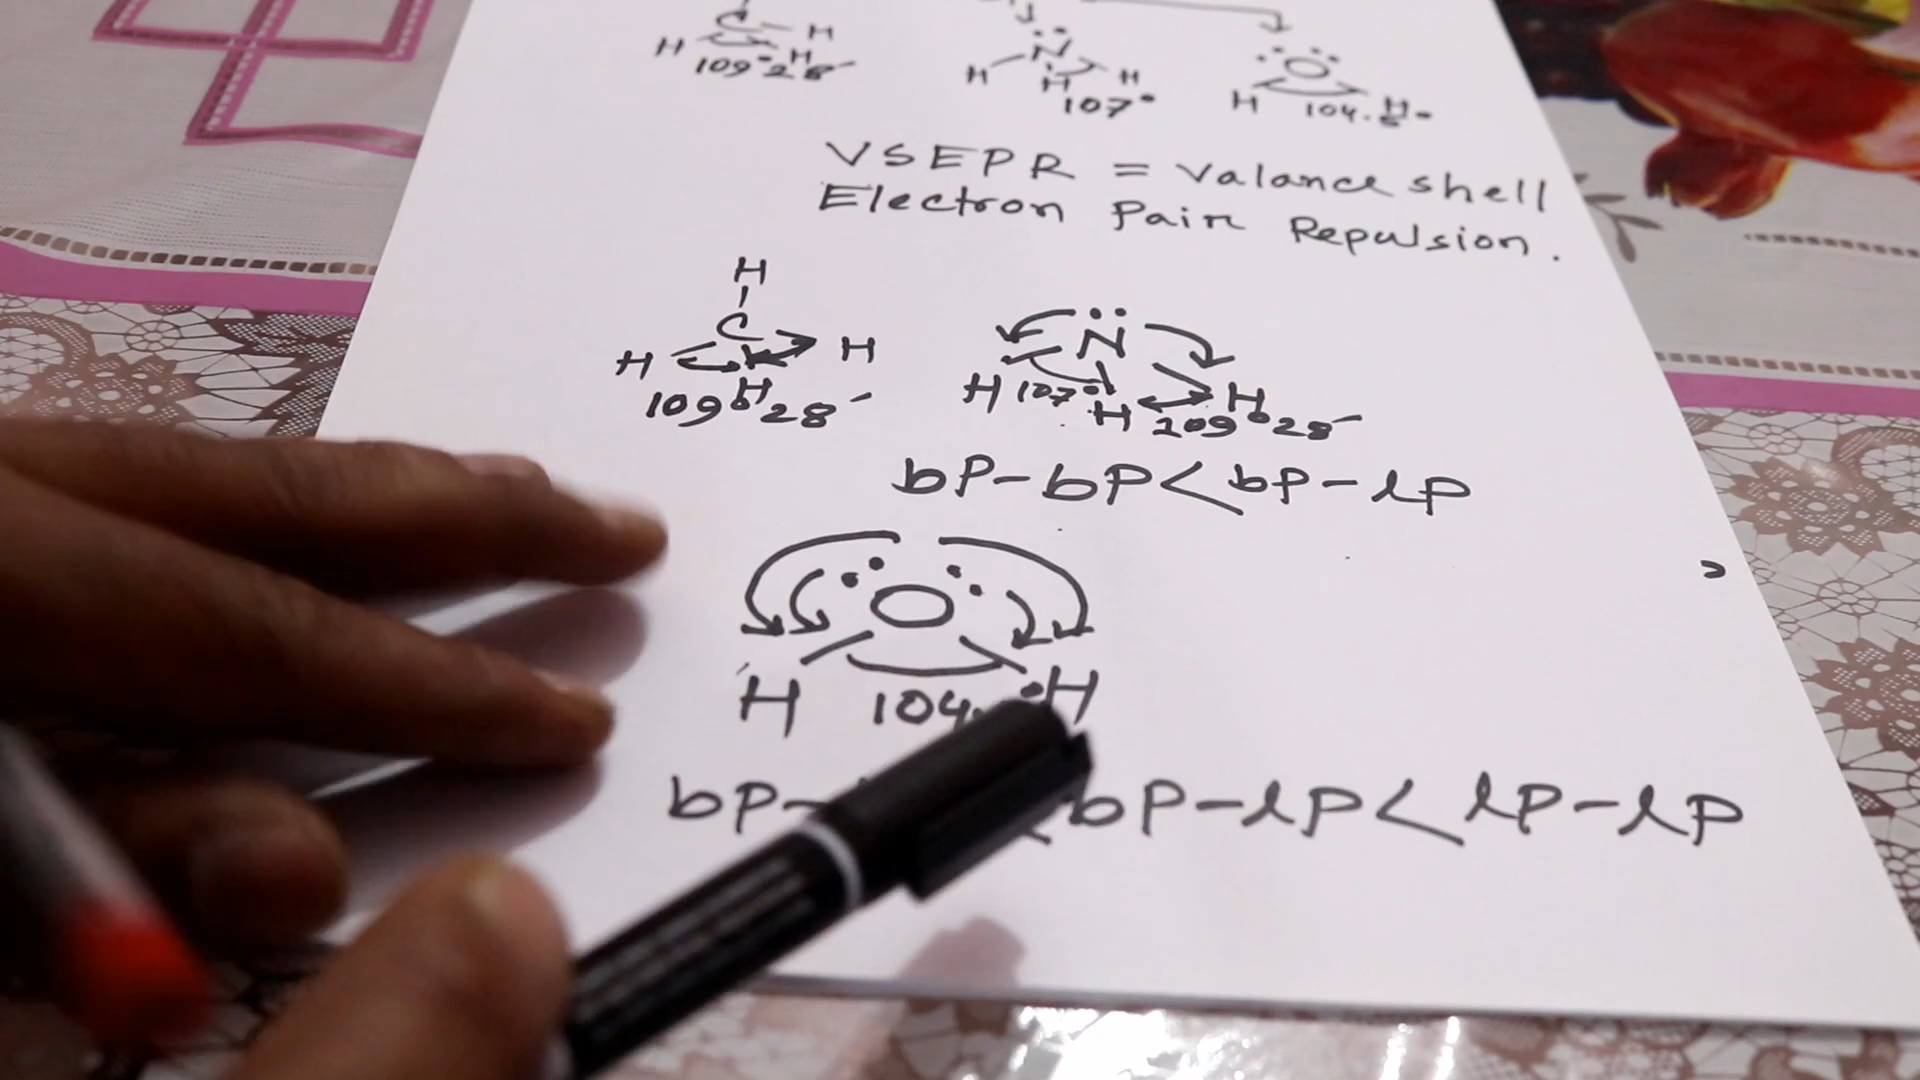 C H
H H
109°28′
N
H H H
107°
O
H 104.5° H
VSEPR = Valance shell
Electron Pair Repulsion.
H
C
H H
H
109°28′
N
H 107° H H
109°28′
bP-bP<bP-lP
O
H 104. H
bP- <bP-lP<lP-lP